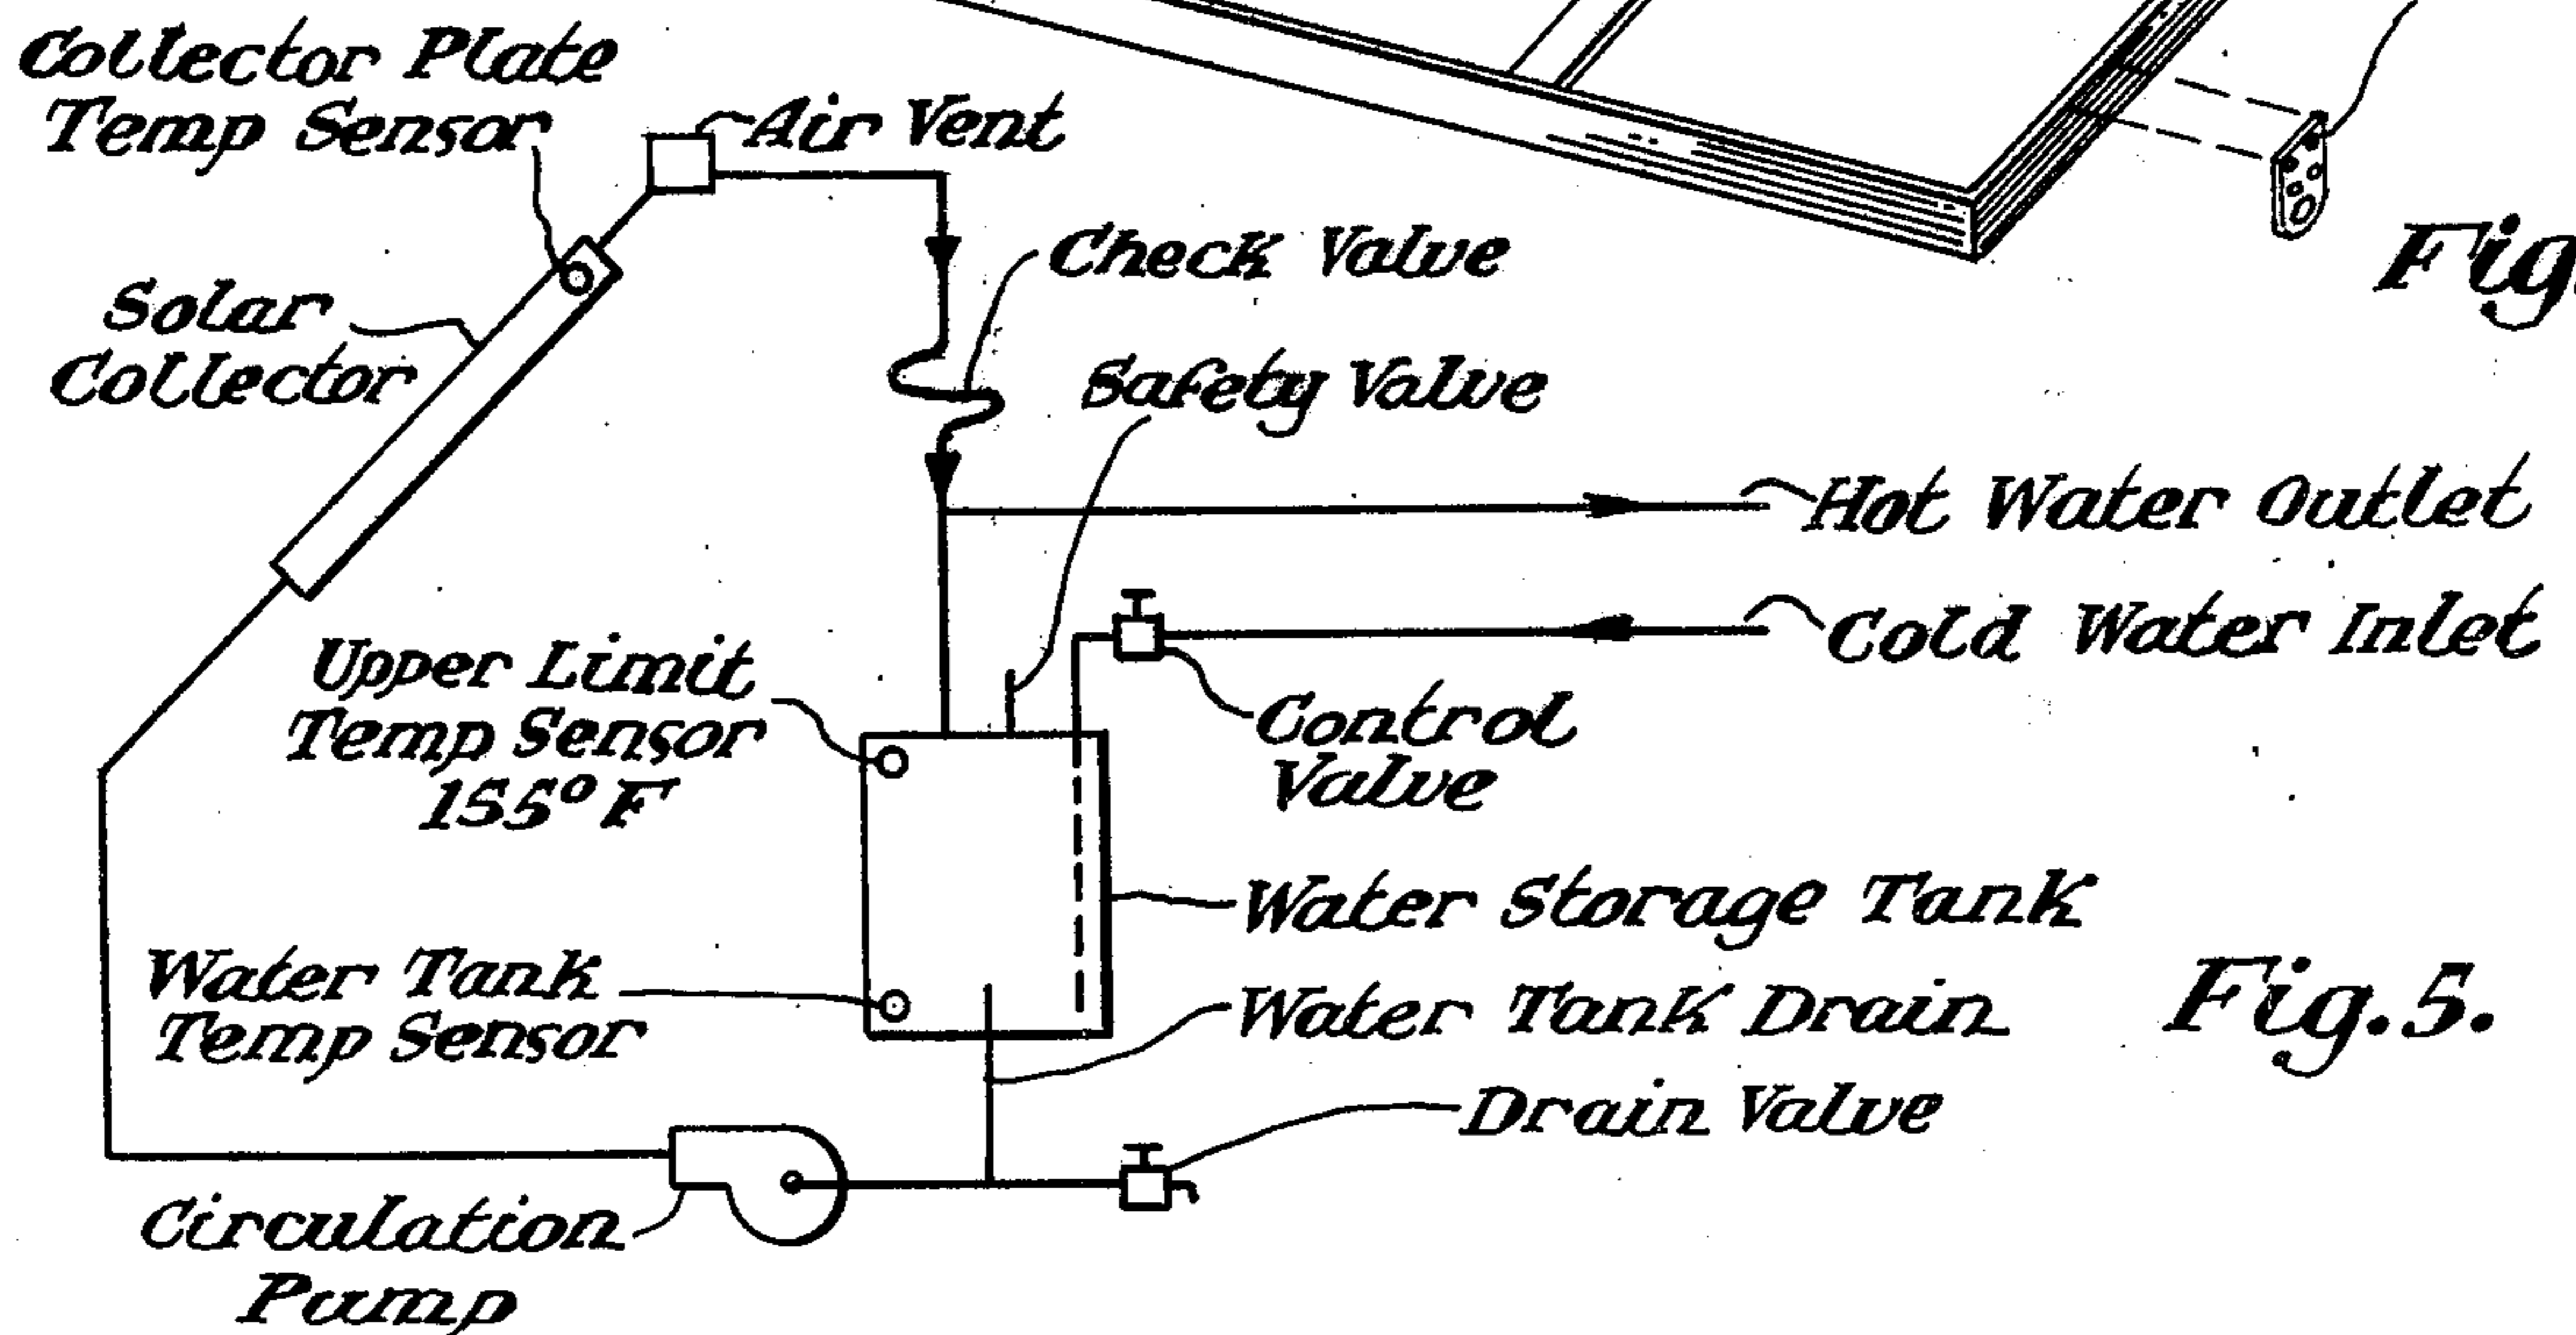 Collector Plate
Temp Sensor
Air Vent
Solar
Collector
Check Valve
Fig.
Safety Valve
Hot Water Outlet
Cold Water Inlet
Upper Limit
Temp Sensor
155° F
Control
Valve
Water Storage Tank
Water Tank
Temp Sensor
Water Tank Drain
Fig. 5.
Drain Valve
Circulation
Pump